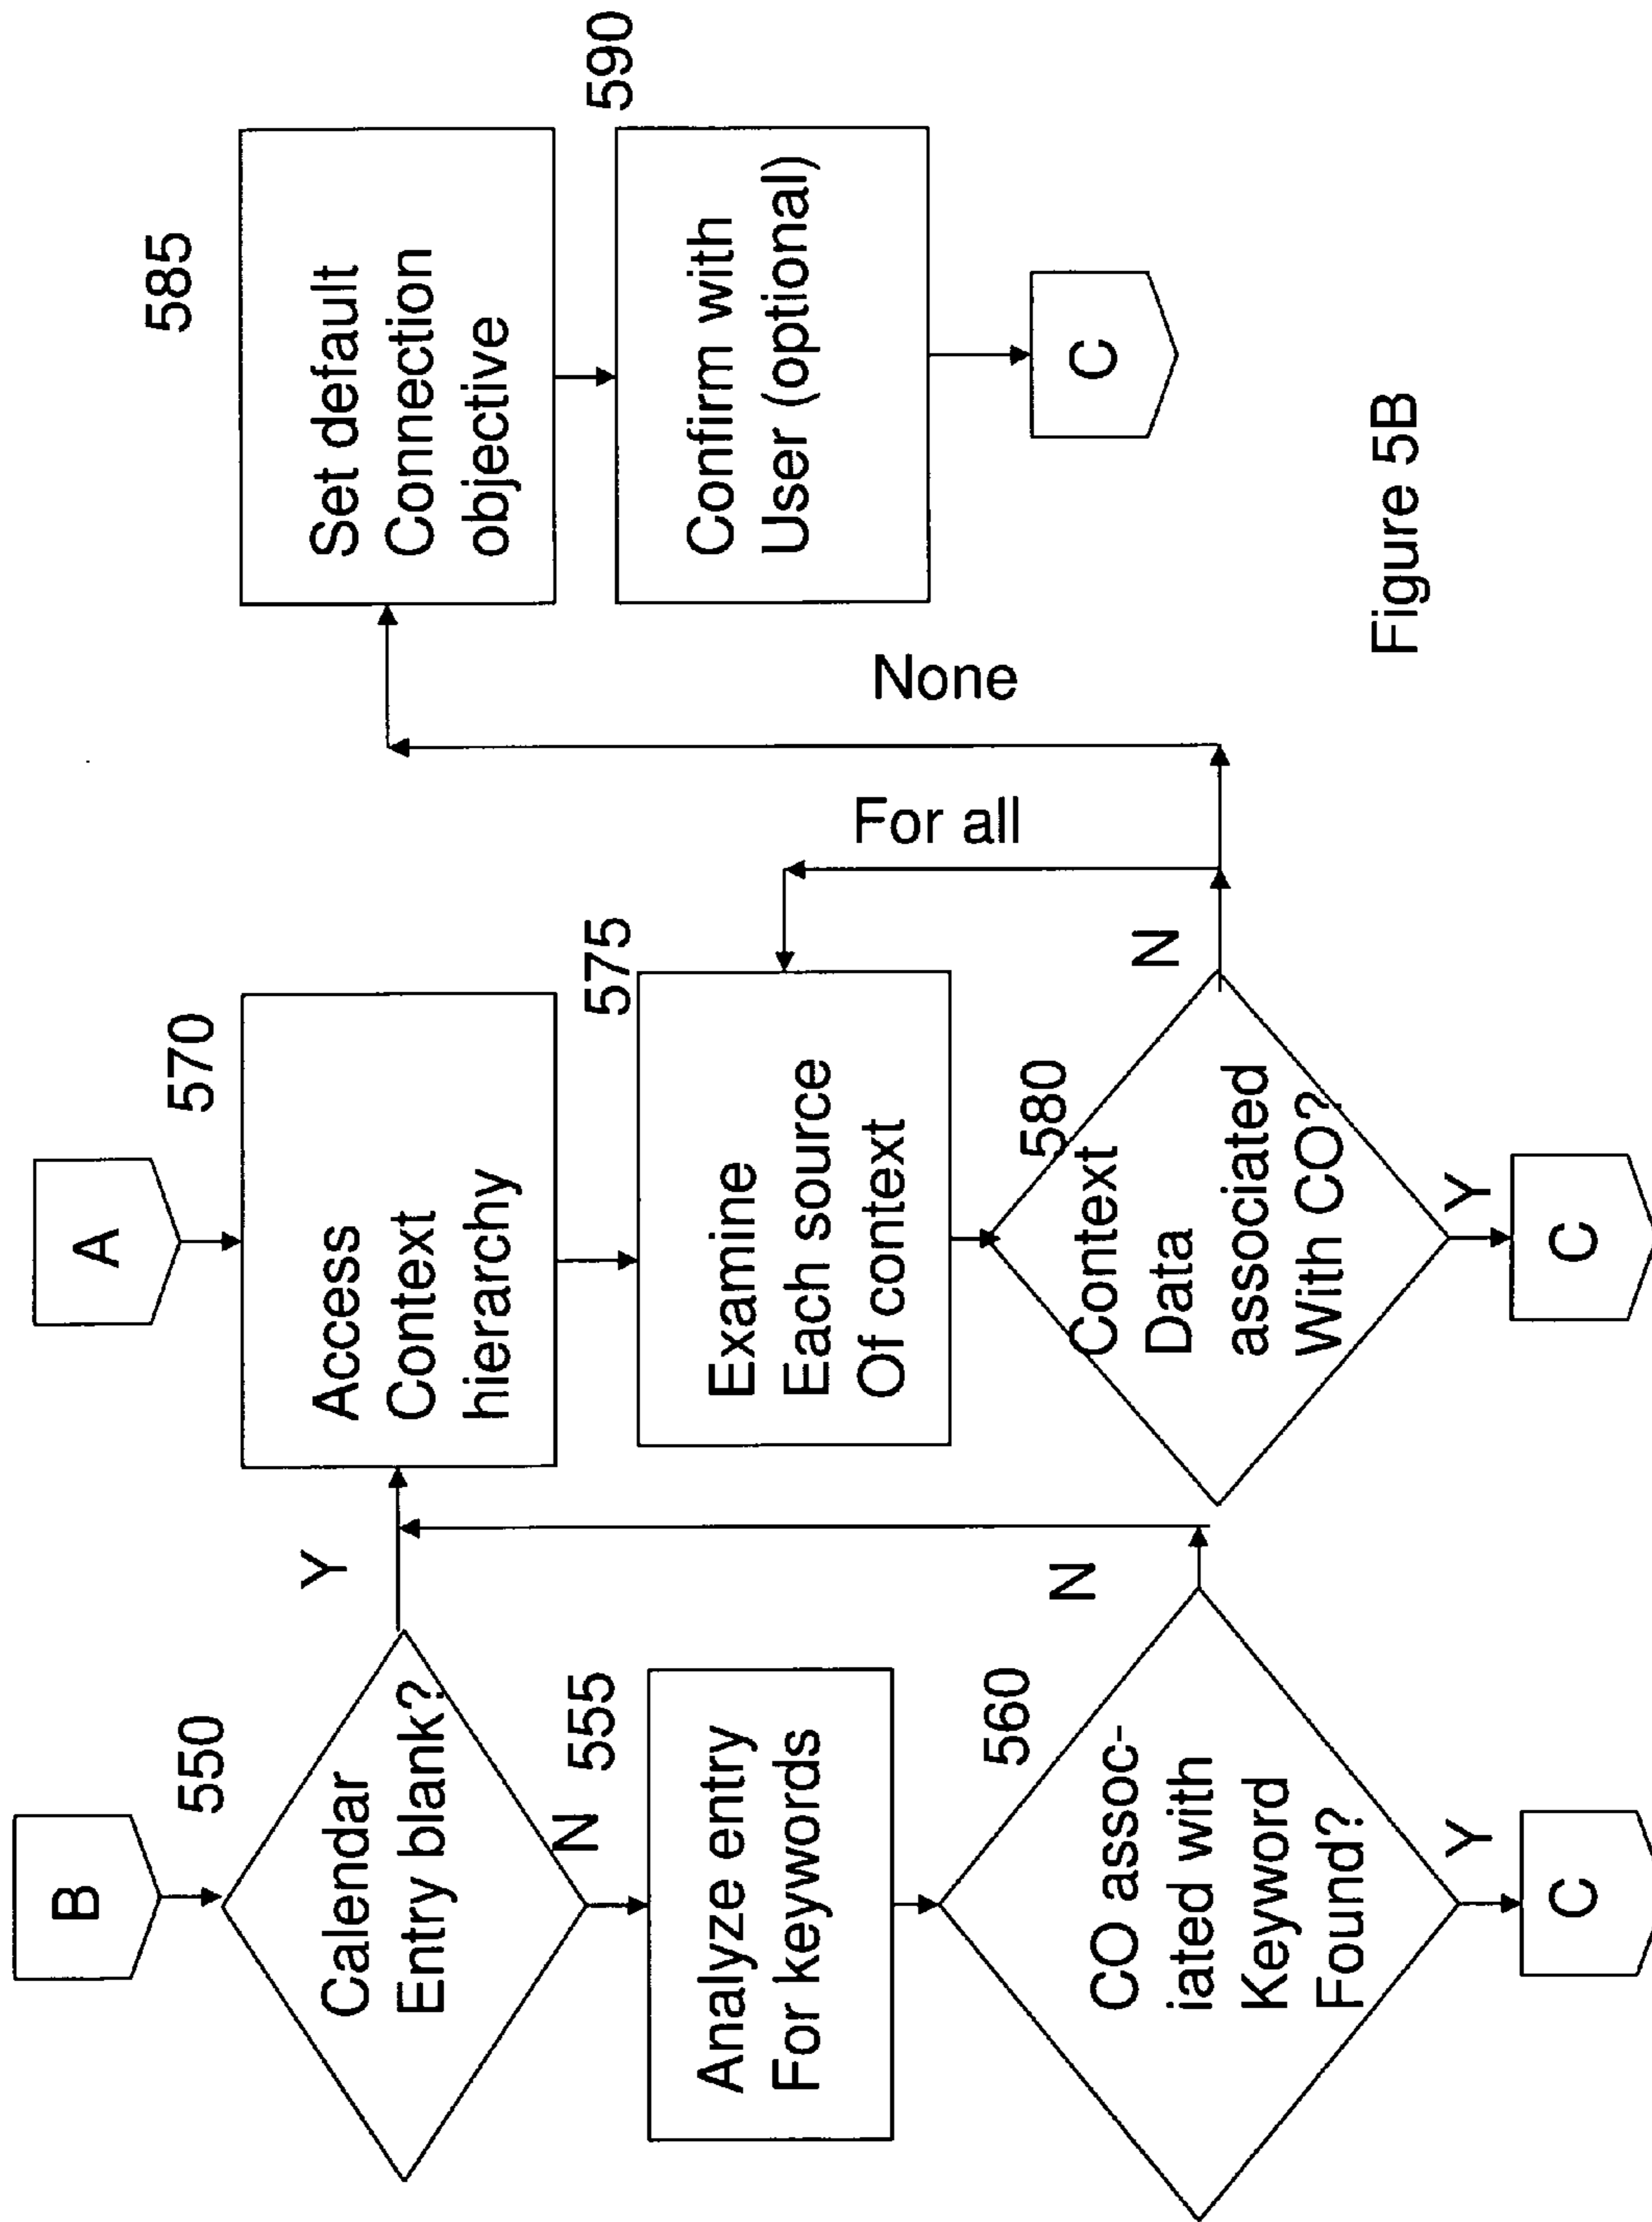 B
550
Calendar
Entry blank?
Y
N
555
Analyze entry
For keywords
560
CO assoc-
iated with
Keyword
Found?
N
Y
C
A
570
Access
Context
hierarchy
575
Examine
Each source
Of context
580
Context
Data
associated
With CO?
N
For all
None
Y
C
585
Set default
Connection
objective
590
Confirm with
User (optional)
C
Figure 5B